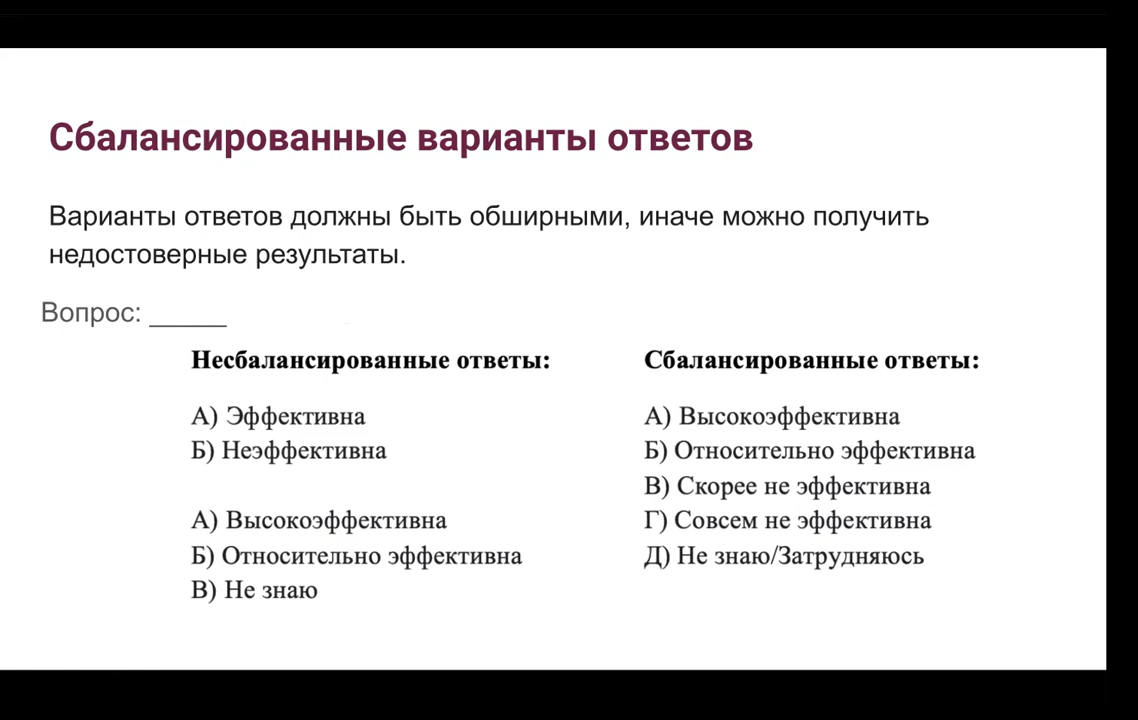 Сбалансированные варианты ответов
Варианты ответов должны быть обширными, иначе можно получить
недостоверные результаты.
Вопрос: _____
Несбалансированные ответы:
А) Эффективна
Б) Неэффективна
А) Высокоэффективна
Б) Относительно эффективна
В) Не знаю
Сбалансированные ответы:
А) Высокоэффективна
Б) Относительно эффективна
В) Скорее не эффективна
Г) Совсем не эффективна
Д) Не знаю/Затрудняюсь